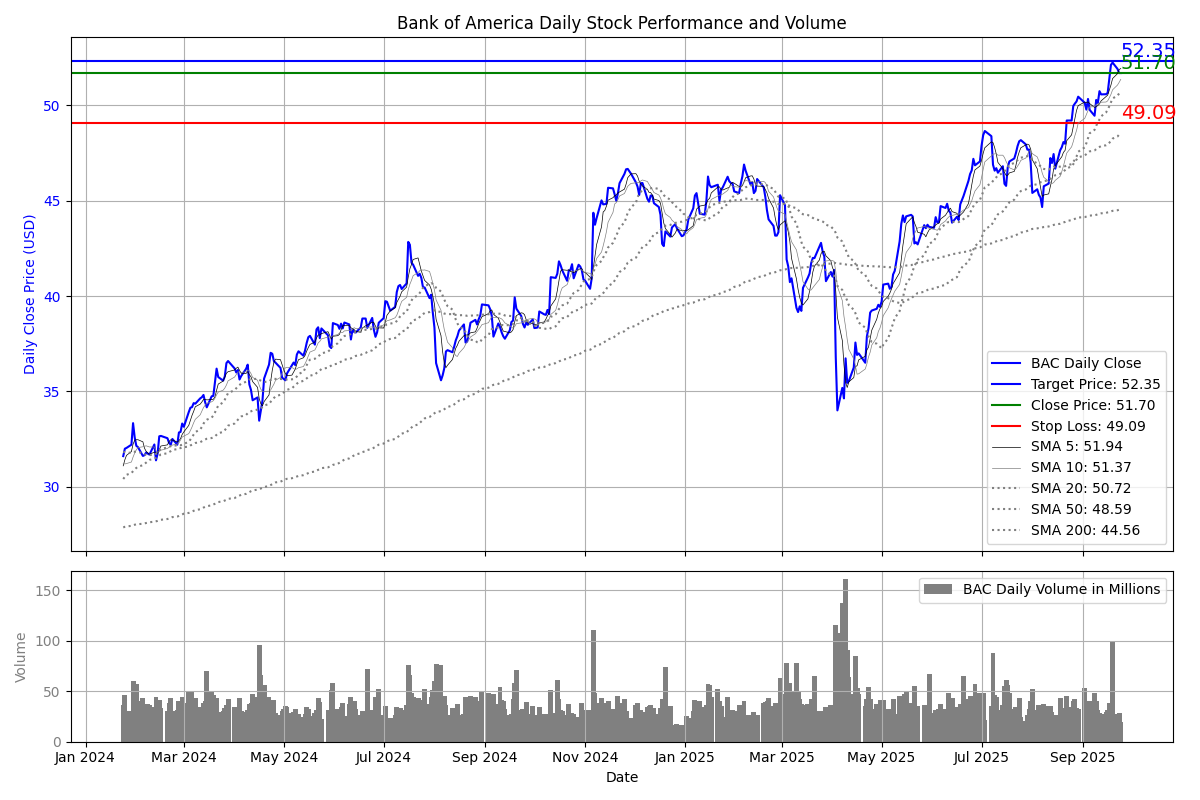 Bank of America Daily Stock Performance and Volume
52.35
51.70
49.09
50
45
40
35
30
Daily Close Price (USD)
BAC Daily Close
Target Price: 52.35
Close Price: 51.70
Stop Loss: 49.09
SMA 5: 51.94
SMA 10: 51.37
SMA 20: 50.72
SMA 50: 48.59
SMA 200: 44.56
150
100
50
0
Volume
BAC Daily Volume in Millions
Jan 2024 Mar 2024 May 2024 Jul 2024 Sep 2024 Nov 2024 Jan 2025 Mar 2025 May 2025 Jul 2025 Sep 2025
Date